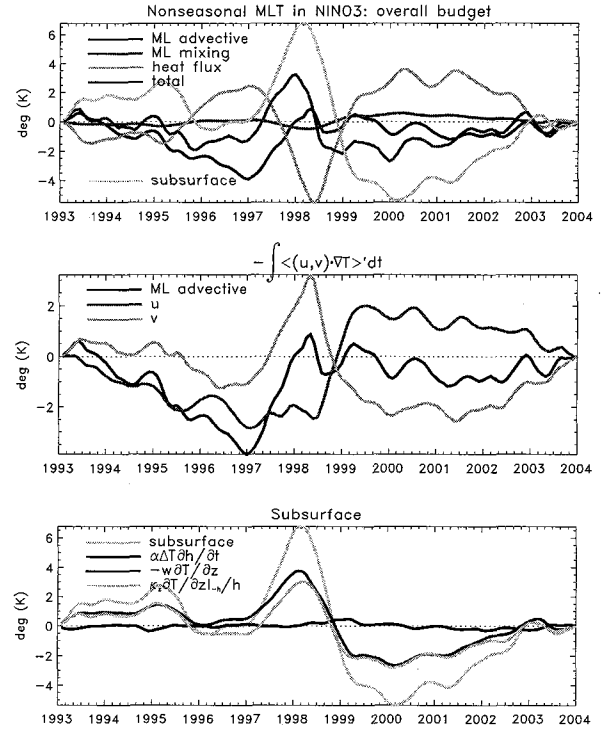 Nonseasonal MLT in NINO3: overall budget
ML advective
ML mixing
heat flux
total
subsurface
deg (K)
6
4
2
0
-2
-4
1993 1994 1995 1996 1997 1998 1999 2000 2001 2002 2003 2004
- ∫ <(u,v)·∇T>'dt
ML advective
u
v
deg (K)
2
0
-2
1993 1994 1995 1996 1997 1998 1999 2000 2001 2002 2003 2004
Subsurface
subsurface
αΔT∂h/∂t
-w∂T/∂z
κz∂T/∂z|-h/h
deg (K)
6
4
2
0
-2
-4
1993 1994 1995 1996 1997 1998 1999 2000 2001 2002 2003 2004